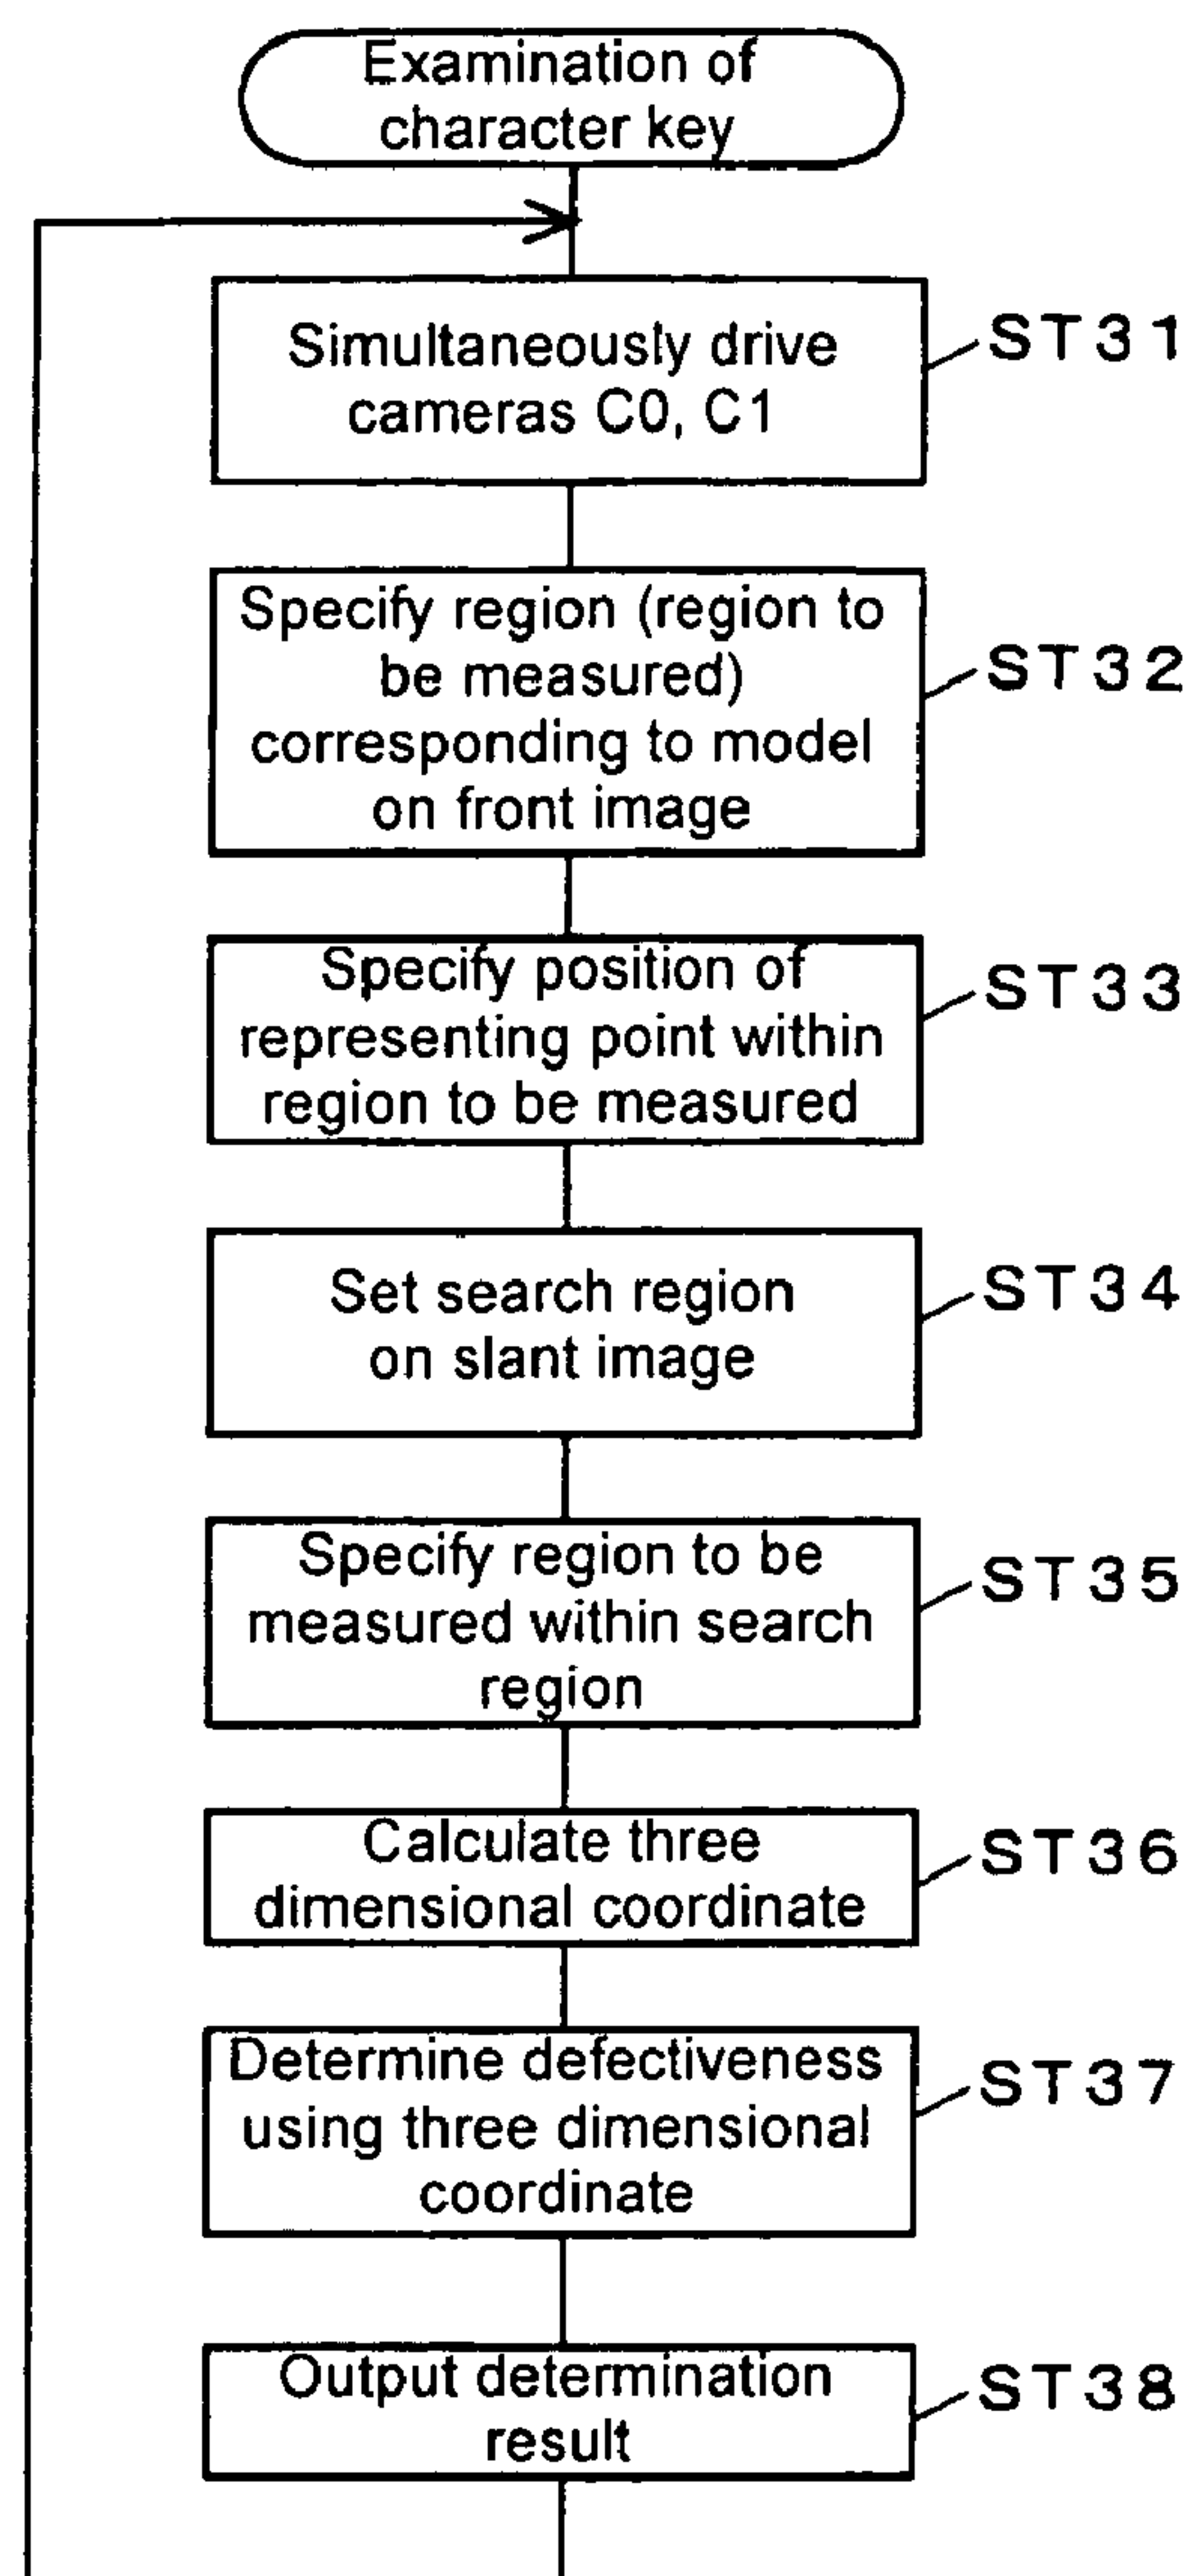 Examination of
character key
Simultaneously drive
cameras C0, C1
ST31
Specify region (region to
be measured)
corresponding to model
on front image
ST32
Specify position of
representing point within
region to be measured
ST33
Set search region
on slant image
ST34
Specify region to be
measured within search
region
ST35
Calculate three
dimensional coordinate
ST36
Determine defectiveness
using three dimensional
coordinate
ST37
Output determination
result
ST38